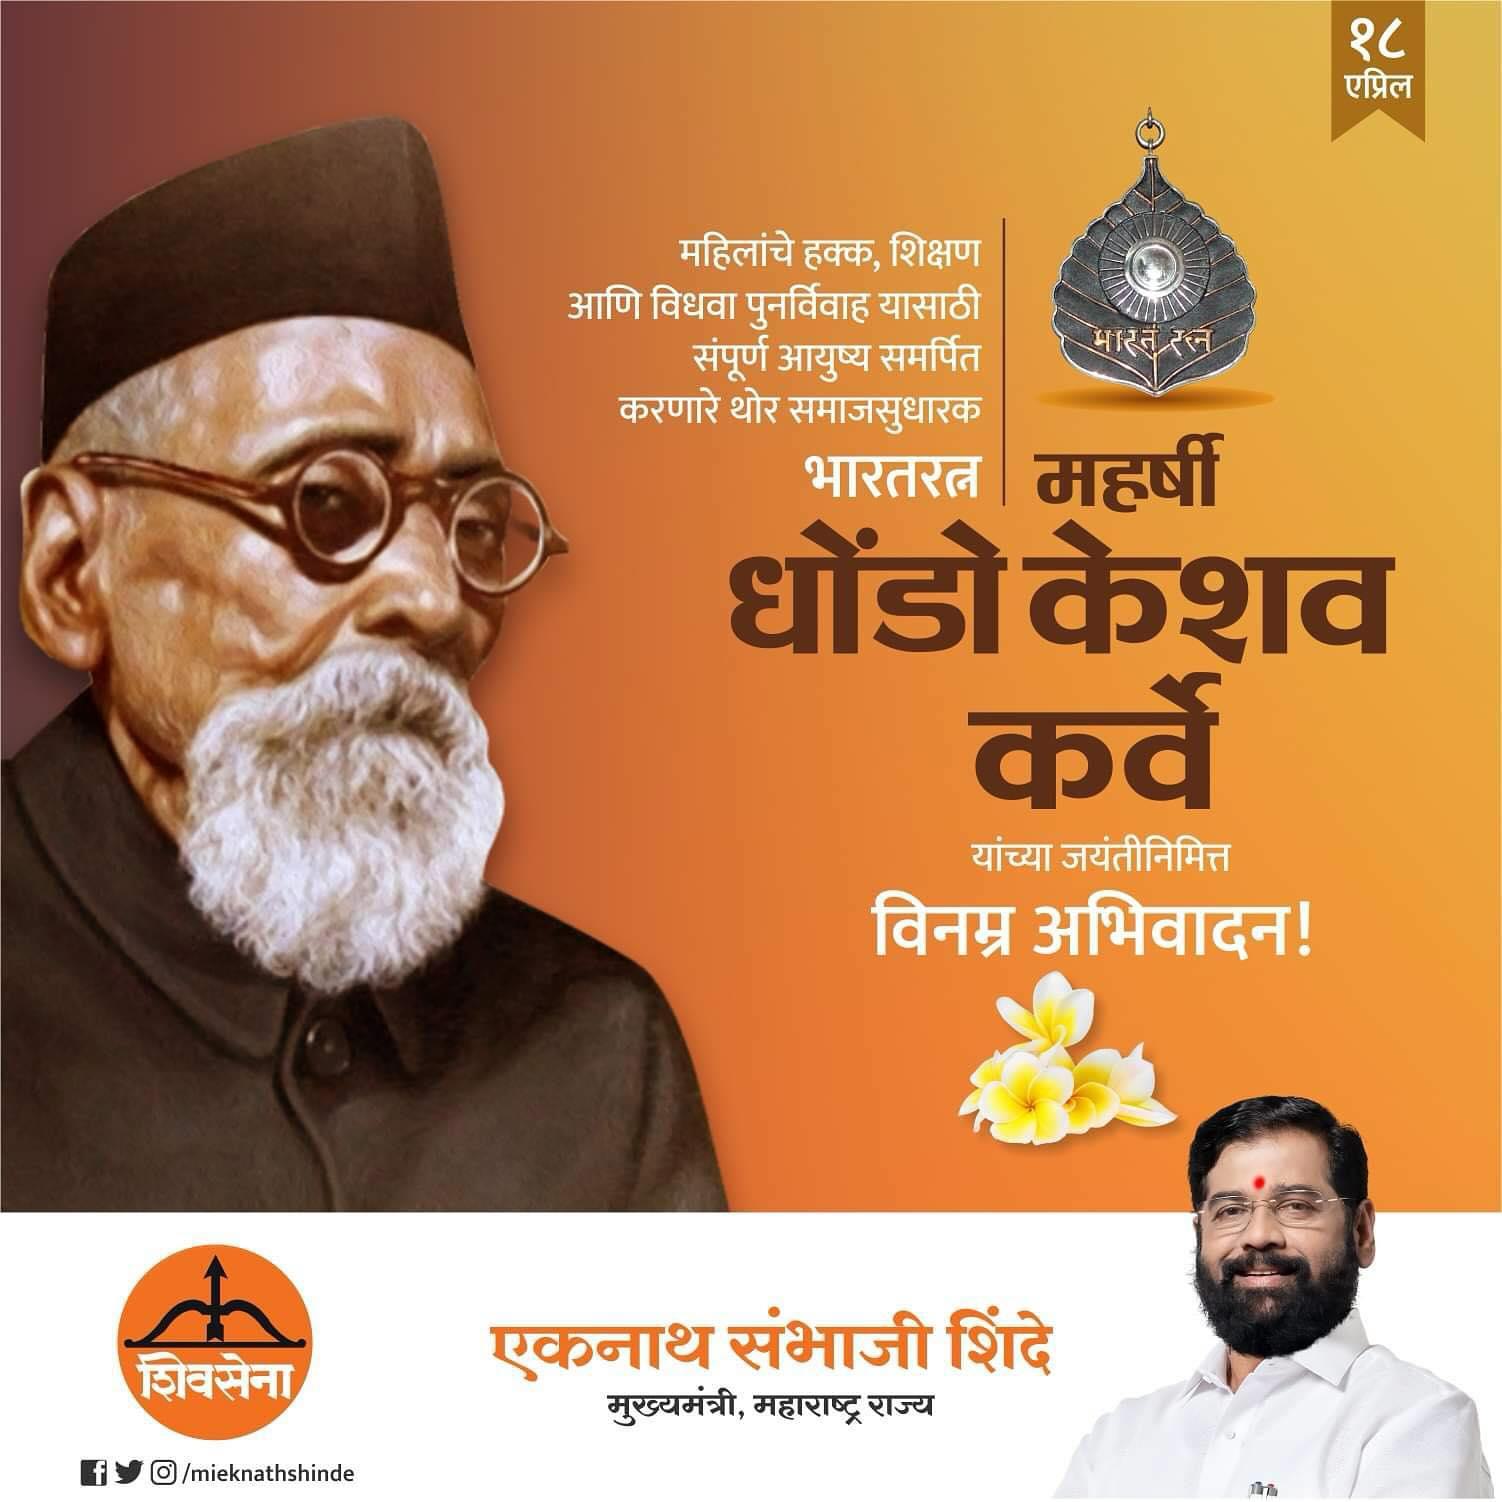 १८
एप्रिल
महिलांचे हक्क, शिक्षण
आणि विधवा पुनर्विवाह यासाठी
संपूर्ण आयुष्य समर्पित
करणारे थोर समाजसुधारक
भारतरत्न
भारत रत्न
महर्षी
धोंडो केशव
कर्वे
यांच्या जयंतीनिमित्त
विनम्र अभिवादन!
शिवसेना
एकनाथ संभाजी शिंदे
मुख्यमंत्री, महाराष्ट्र राज्य
/mieknathshinde